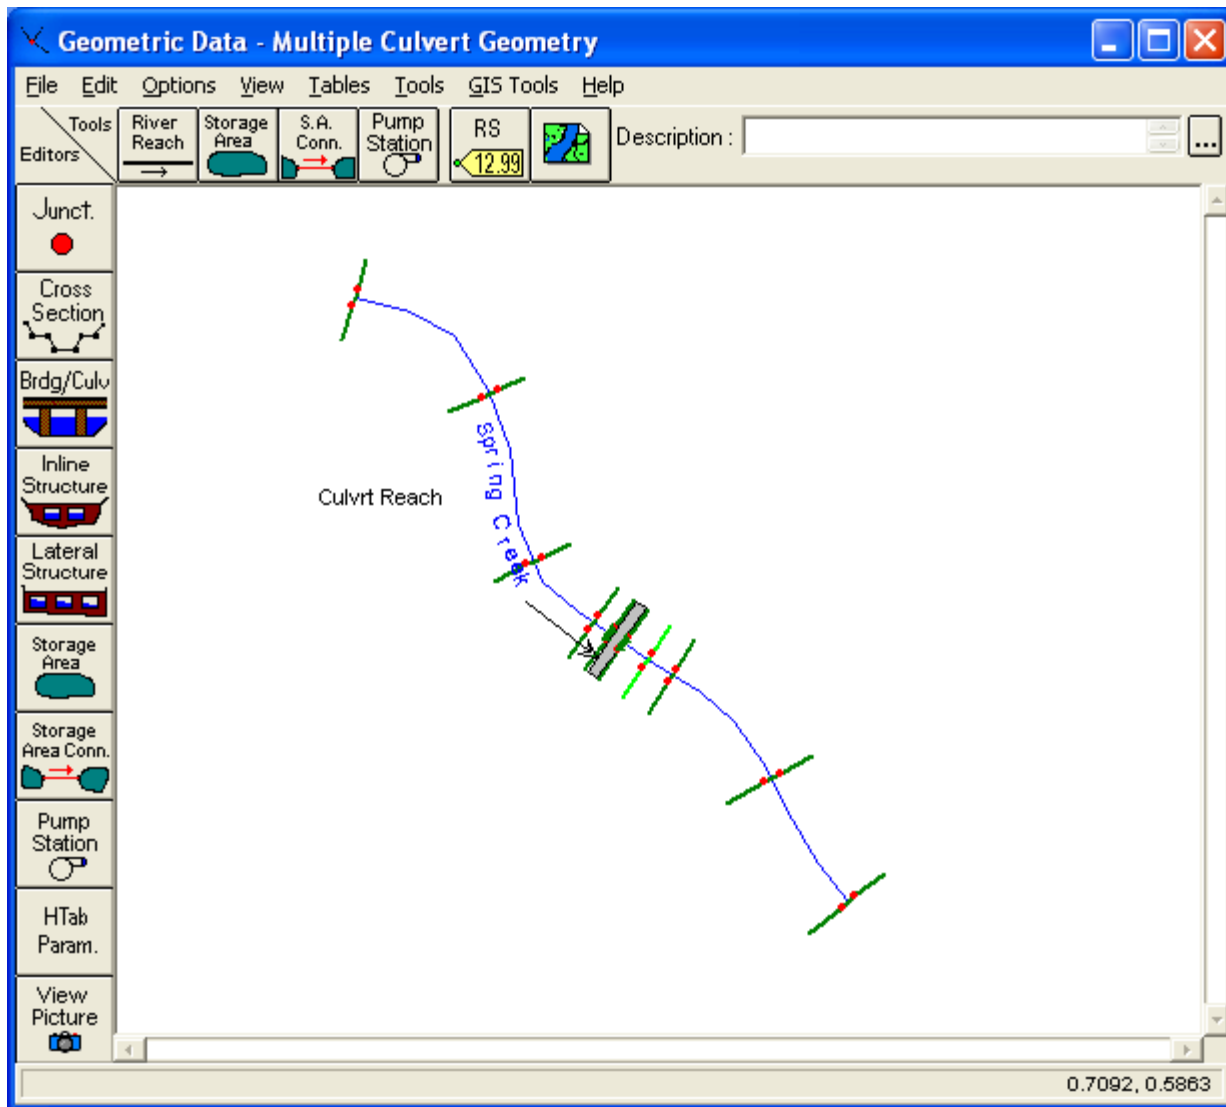 Geometric Data - Multiple Culvert Geometry
File Edit Options View Tables Tools GIS Tools Help
Tools
Editors
River
Reach
Storage
Area
S.A.
Conn.
Pump
Station
RS
12.99
Description :
...
Junct.
Cross
Section
Brdg/Culv
Inline
Structure
Lateral
Structure
Storage
Area
Storage
Area Conn.
Pump
Station
HTab
Param.
View
Picture
Spring Creek
Culvrt Reach
0.7092, 0.5863